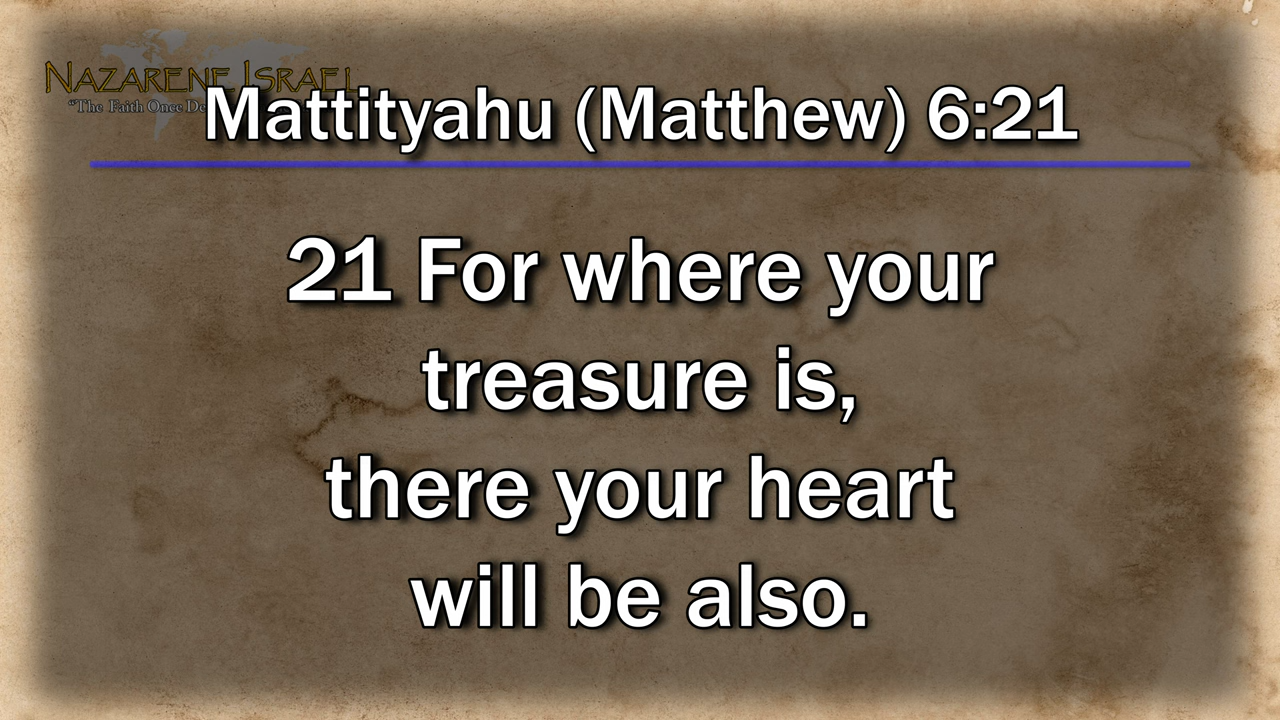 NAZARENE ISRAEL
"The Faith Once
Mattityahu (Matthew) 6:21
21 For where your
treasure is,
there your heart
will be also.